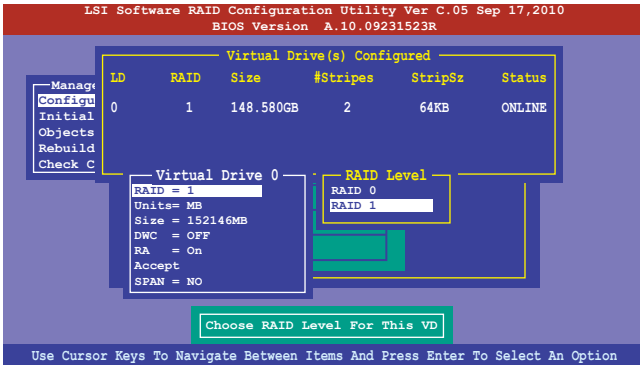 LSI Software RAID Configuration Utility Ver C.05 Sep 17,2010
BIOS Version A.10.09231523R
Virtual Drive(s) Configured
LD RAID Size #Stripes StripSz Status
0 1 148.580GB 2 64KB ONLINE
Manage
Configu
Initial
Objects
Rebuild
Check C
Virtual Drive 0
RAID = 1
Units= MB
Size = 152146MB
DWC = OFF
RA = On
Accept
SPAN = NO
RAID Level
RAID 0
RAID 1
Choose RAID Level For This VD
Use Cursor Keys To Navigate Between Items And Press Enter To Select An Option